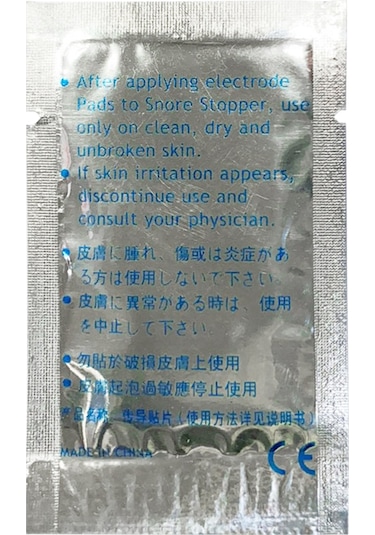 • After applying electrode
Pads to Snore Stopper, use
only on clean, dry and
unbroken skin.
• If skin irritation appears,
discontinue use and
consult your physician.
• 皮膚に腫れ、傷或は炎症があ
る方は使用しないで下さい。
• 皮膚に異常がある時は、使用
を中止して下さい。
• 勿貼於破損皮膚上使用
• 皮膚起泡過敏應停止使用
产品名称：传导贴片（使用方法详见说明书）
MADE IN CHINA
CE